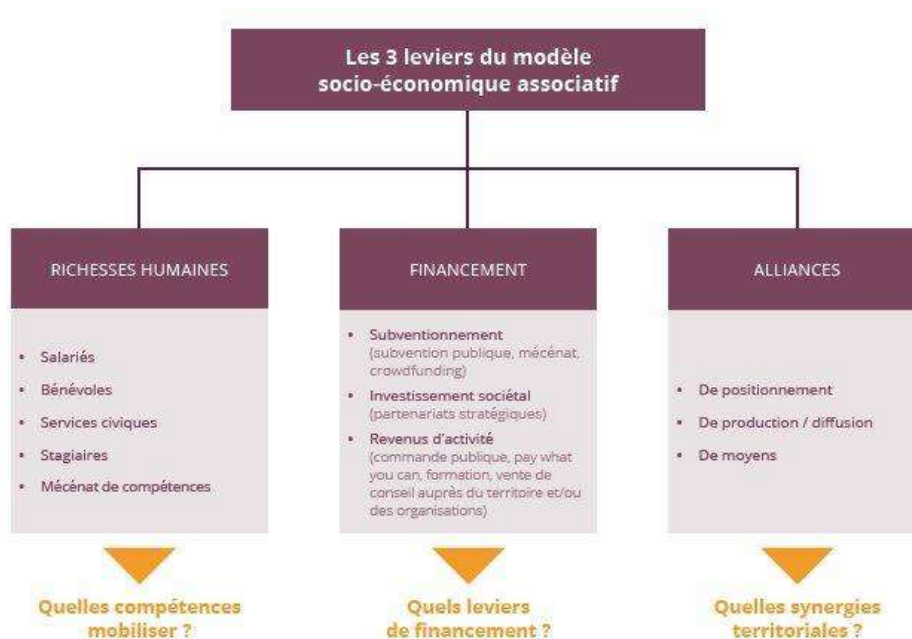 Les 3 leviers du modèle
socio-économique associatif
RICHESSES HUMAINES
• Salariés
• Bénévoles
• Services civiques
• Stagiaires
• Mécénat de compétences
Quelles compétences
mobiliser ?
FINANCEMENT
• Subventionnement
(subvention publique, mécénat,
crowdfunding)
• Investissement sociétal
(partenariats stratégiques)
• Revenus d'activité
(commande publique, pay what
you can, formation, vente de
conseil auprès du territoire et/ou
des organisations)
Quels leviers
de financement ?
ALLIANCES
• De positionnement
• De production / diffusion
• De moyens
Quelles synergies
territoriales ?